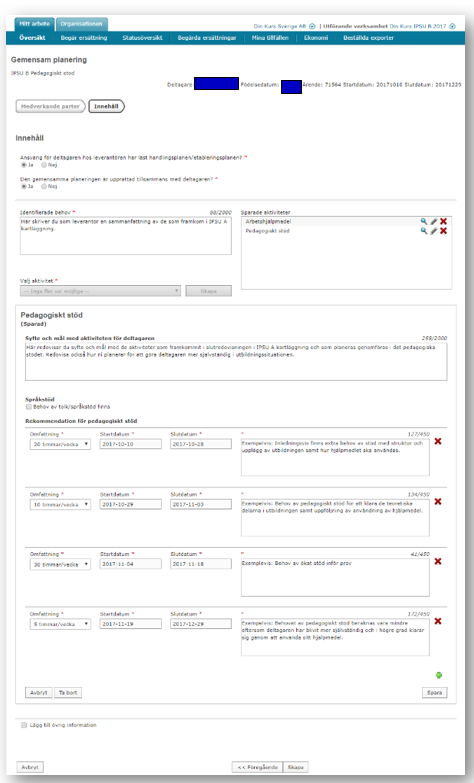 Mitt arbete Organisationen
Din Kurs Sverige AB | Utförande verksamhet Din Kurs IPSU B 2017
Översikt Begär ersättning Statusöversikt Begärda ersättningar Mina tillfällen Ekonomi Beställda exporter
Gemensam planering
IPSU B Pedagogiskt stöd
Deltagare: Födelsedatum: Ärende: 71564 Startdatum: 20171010 Slutdatum: 20171229
Medverkande parter Innehåll
Innehåll
Ansvarig för deltagaren hos leverantören har läst handlingsplanen/etableringsplanen? *
Ja Nej
Den gemensamma planeringen är upprättad tillsammans med deltagaren? *
Ja Nej
Identifierade behov * 88/2000 Sparade aktiviteter
Här skriver du som leverantör en sammanfattning av de som framkom i IPSU A
kartläggning.
Arbetshjälpmedel
Pedagogiskt stöd
Välj aktivitet *
-- Inga fler val möjliga -- Skapa
Pedagogiskt stöd
(Sparad)
Syfte och mål med aktiviteten för deltagaren 258/2000
Här redovisar du syfte och mål med de aktiviteter som framkommit i slutredovisningen i IPSU A kartläggning och som planeras genomföras i det pedagogiska
stödet. Redovisa också hur ni planerar för att göra deltagaren mer självständig i utbildningssituationen.
Språkstöd
Behov av tolk/språkstöd finns
Rekommendation för pedagogiskt stöd
Omfattning * Startdatum * Slutdatum * * 127/450
20 timmar/vecka 2017-10-10 2017-10-28 Exempelvis: Inledningsvis finns extra behov av stöd med struktur och
upplägg av utbildningen samt hur hjälpmedlet ska användas.
Omfattning * Startdatum * Slutdatum * * 134/450
10 timmar/vecka 2017-10-29 2017-11-03 Exempelvis: Behov av pedagogiskt stöd för att klara de teoretiska
delarna i utbildningen samt uppföljning av användning av hjälpmedel.
Omfattning * Startdatum * Slutdatum * * 41/450
20 timmar/vecka 2017-11-04 2017-11-18 Exempelvis: Behov av ökat stöd inför prov
Omfattning * Startdatum * Slutdatum * * 172/450
5 timmar/vecka 2017-11-19 2017-12-29 Exempelvis: Behovet av pedagogiskt stöd beräknas vara mindre
eftersom deltagaren har blivit mer självständig och i högre grad klarar
sig genom att använda sitt hjälpmedel.
Avbryt Ta bort Spara
Lägg till övrig information
Avbryt << Föregående Skapa